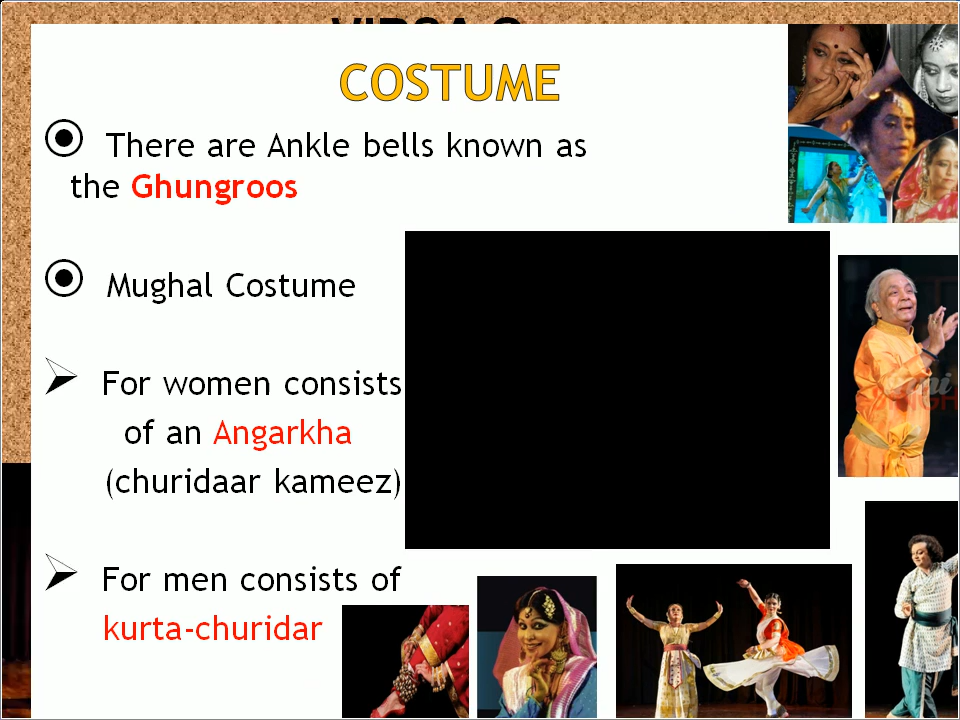 COSTUME
There are Ankle bells known as
the Ghungroos
Mughal Costume
For women consists
of an Angarkha
(churidaar kameez)
For men consists of
kurta-churidar